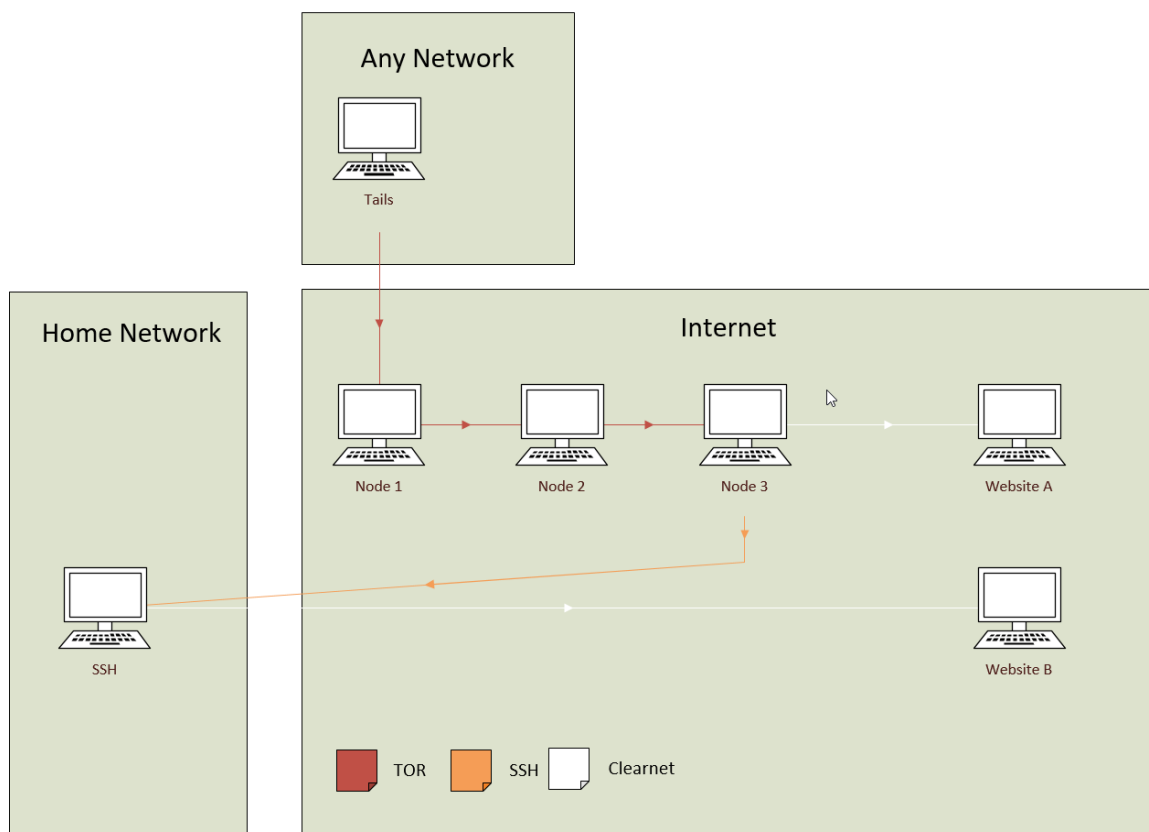 Any Network
Tails
Home Network
Internet
Node 1
Node 2
Node 3
Website A
SSH
Website B
TOR
SSH
Clearnet